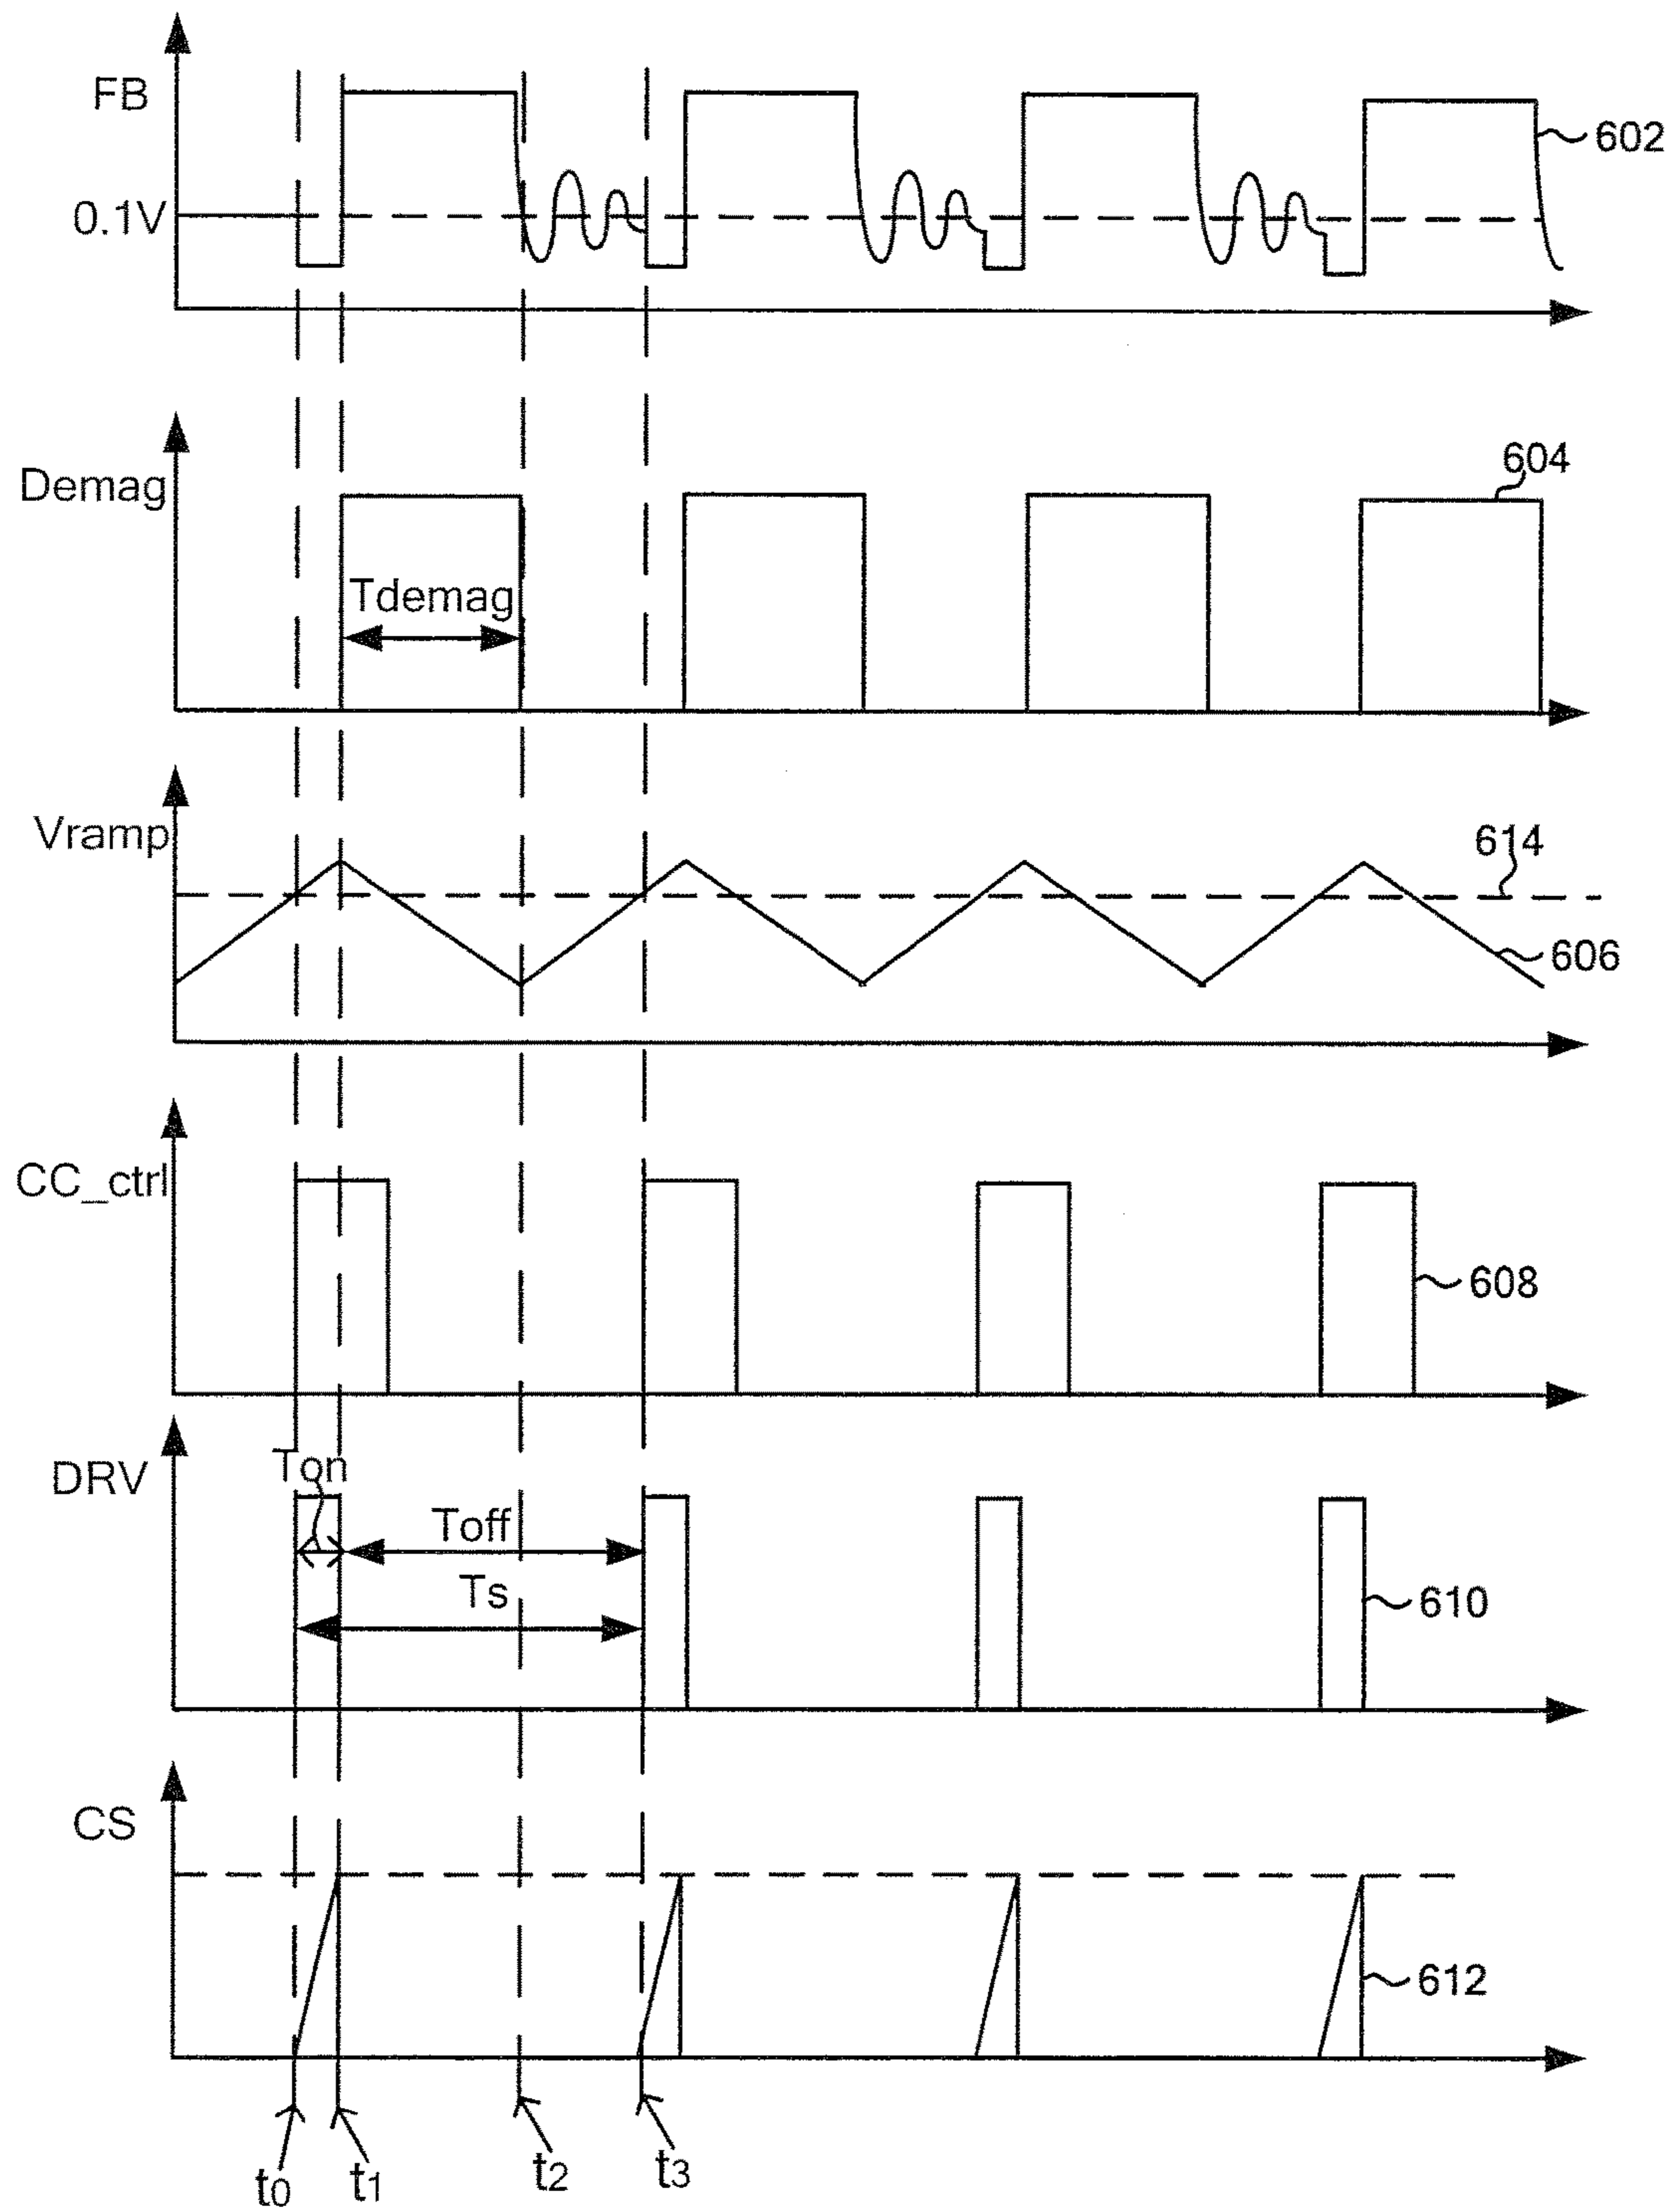 FB
602
0.1V
Demag
604
Tdemag
Vramp
614
606
CC_ctrl
608
DRV
Ton
Toff
Ts
610
CS
612
t0
t1
t2
t3